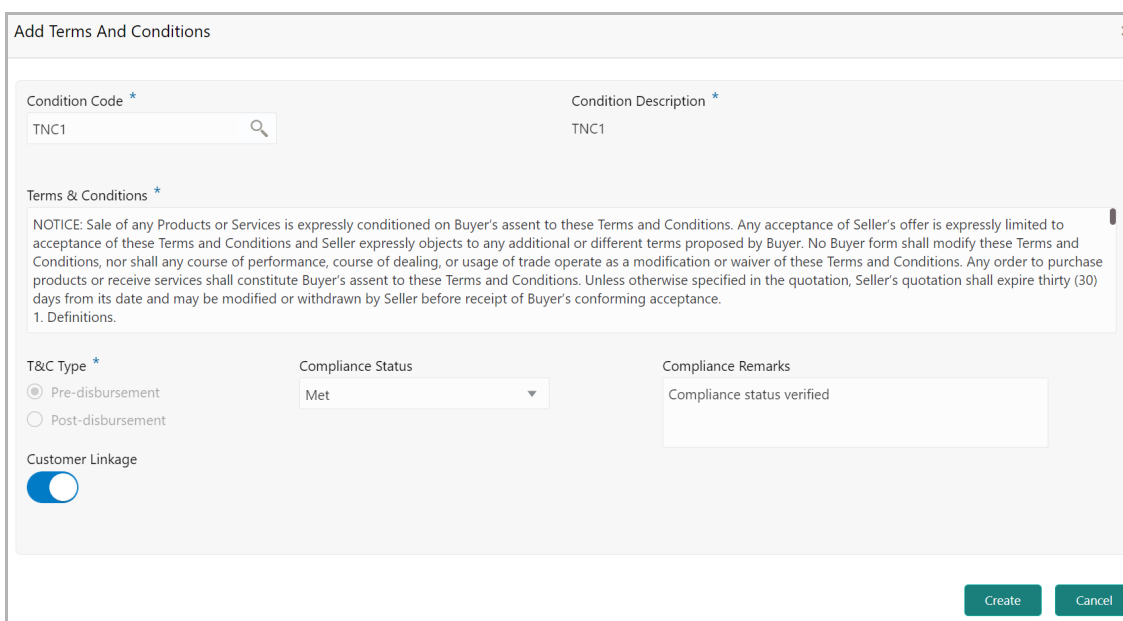 Add Terms And Conditions
Condition Code *
Condition Description *
TNC1
TNC1
Terms & Conditions *
NOTICE: Sale of any Products or Services is expressly conditioned on Buyer's assent to these Terms and Conditions. Any acceptance of Seller's offer is expressly limited to
acceptance of these Terms and Conditions and Seller expressly objects to any additional or different terms proposed by Buyer. No Buyer form shall modify these Terms and
Conditions, nor shall any course of performance, course of dealing, or usage of trade operate as a modification or waiver of these Terms and Conditions. Any order to purchase
products or receive services shall constitute Buyer's assent to these Terms and Conditions. Unless otherwise specified in the quotation, Seller's quotation shall expire thirty (30)
days from its date and may be modified or withdrawn by Seller before receipt of Buyer's conforming acceptance.
1. Definitions.
T&C Type *
Compliance Status
Compliance Remarks
Pre-disbursement
Met
Compliance status verified
Post-disbursement
Customer Linkage
Create
Cancel